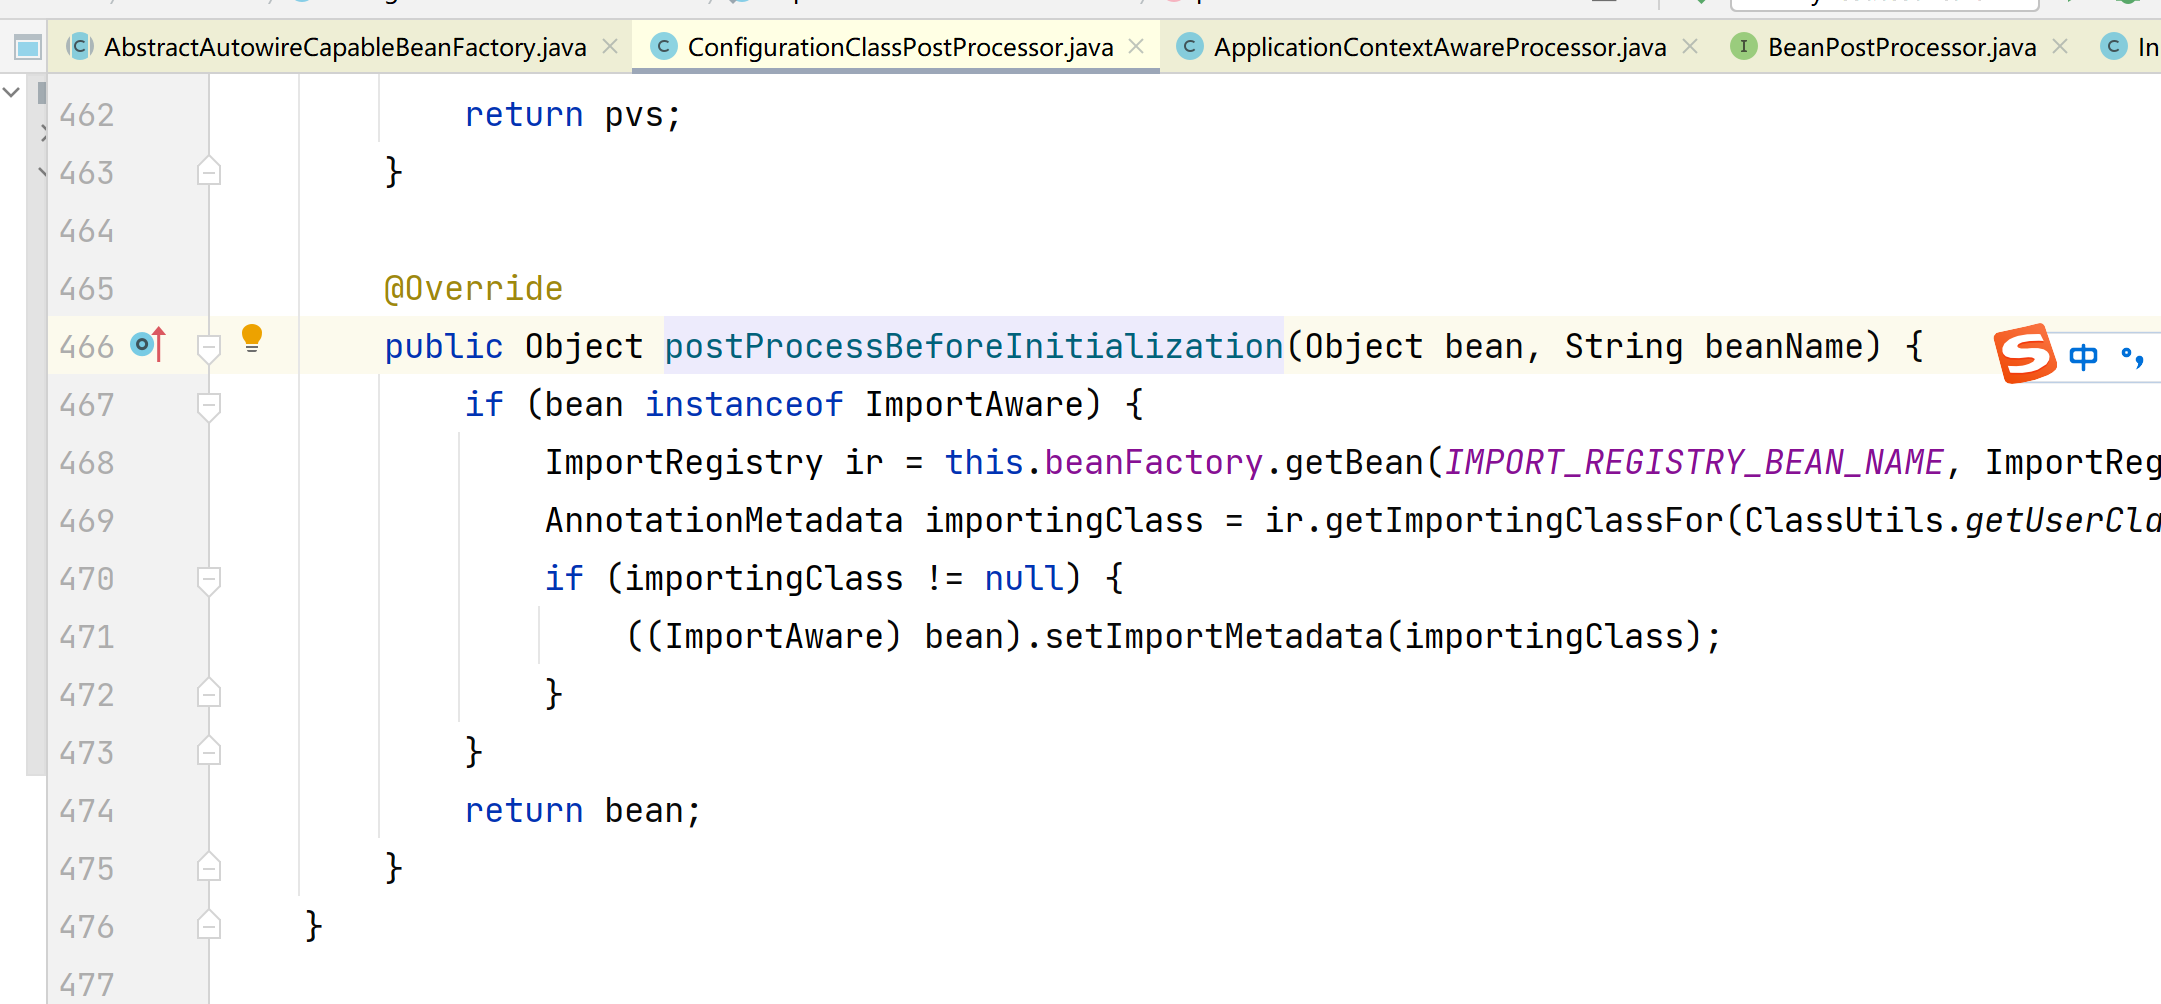 AbstractAutowireCapableBeanFactory.java ConfigurationClassPostProcessor.java ApplicationContextAwareProcessor.java BeanPostProcessor.java In
462 return pvs;
463 }
464
465 @Override
466 public Object postProcessBeforeInitialization(Object bean, String beanName) {
467 if (bean instanceof ImportAware) {
468 ImportRegistry ir = this.beanFactory.getBean(IMPORT_REGISTRY_BEAN_NAME, ImportReg
469 AnnotationMetadata importingClass = ir.getImportingClassFor(ClassUtils.getUserCla
470 if (importingClass != null) {
471 ((ImportAware) bean).setImportMetadata(importingClass);
472 }
473 }
474 return bean;
475 }
476 }
477
中 °,